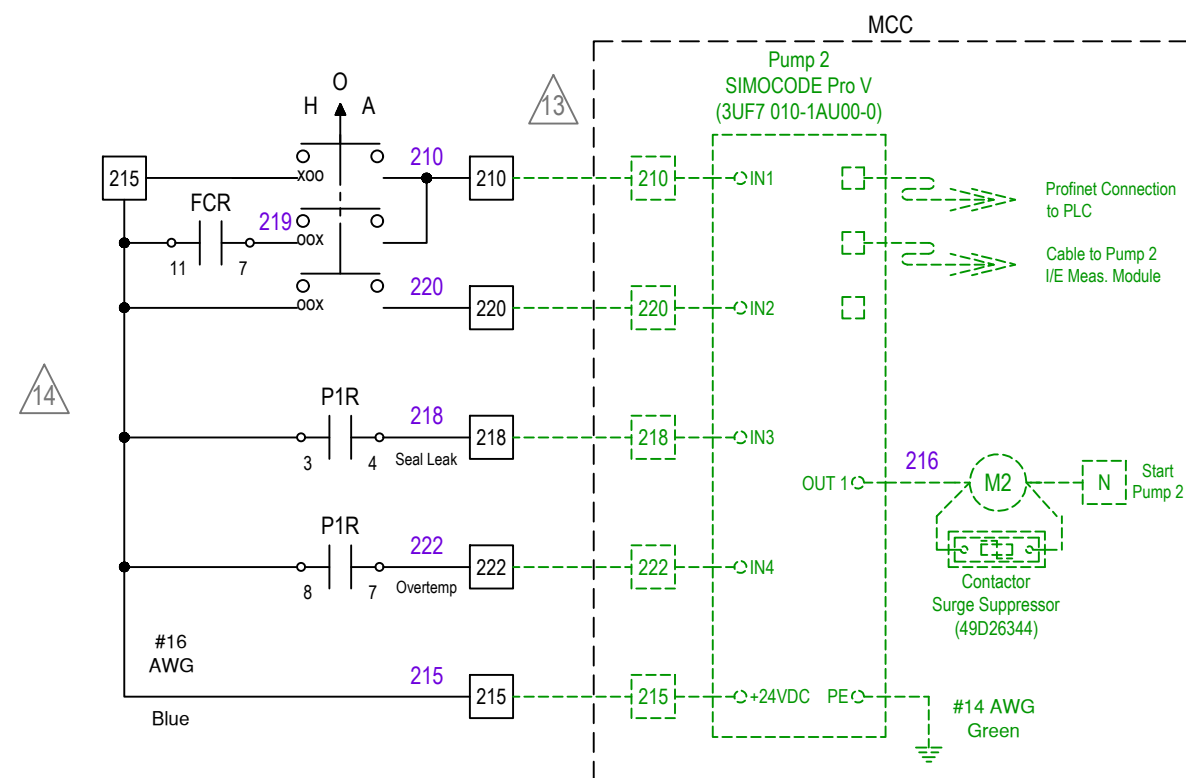 MCC
Pump 2
SIMOCODE Pro V
(3UF7 010-1AU00-0)
13
O
H A
215
XOO
210
210
210
IN1
Profinet Connection
to PLC
FCR
219
OOX
11
7
Cable to Pump 2
I/E Meas. Module
OOX
220
220
220
IN2
14
P1R
3
4
218
Seal Leak
218
218
IN3
OUT 1
216
M2
N
Start
Pump 2
P1R
8
7
222
Overtemp
222
222
IN4
Contactor
Surge Suppressor
(49D26344)
#16
AWG
Blue
215
215
215
+24VDC
PE
#14 AWG
Green